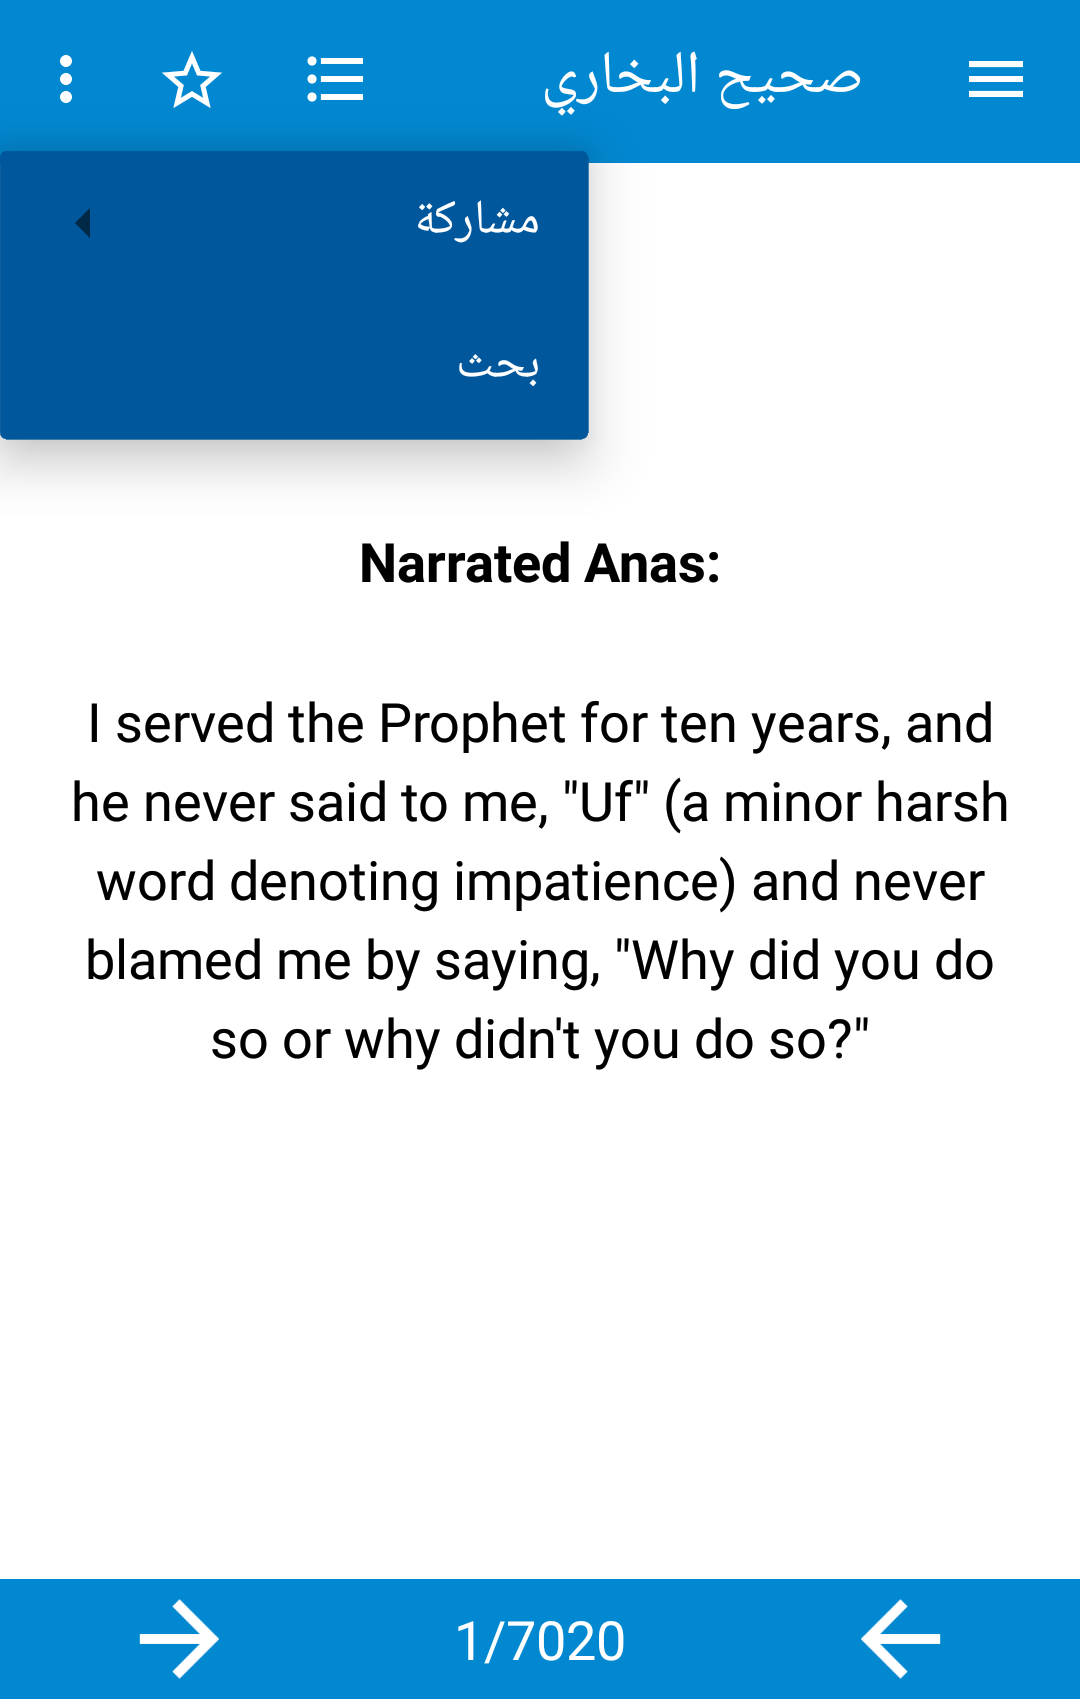 صحيح البخاري
مشاركة
بحث
Narrated Anas:
I served the Prophet for ten years, and
he never said to me, "Uf" (a minor harsh
word denoting impatience) and never
blamed me by saying, "Why did you do
so or why didn't you do so?"
1/7020